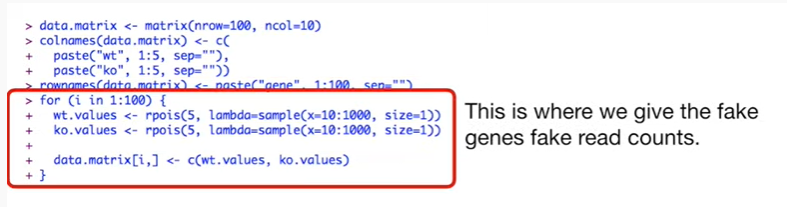 > data.matrix <- matrix(nrow=100, ncol=10)
> colnames(data.matrix) <- c(
+   paste("wt", 1:5, sep=""),
+   paste("ko", 1:5, sep=""))
> rownames(data.matrix) <- paste("gene", 1:100, sep="")
> for (i in 1:100) {
+   wt.values <- rpois(5, lambda=sample(x=10:1000, size=1))
+   ko.values <- rpois(5, lambda=sample(x=10:1000, size=1))
+
+   data.matrix[i,] <- c(wt.values, ko.values)
+ }
This is where we give the fake
genes fake read counts.